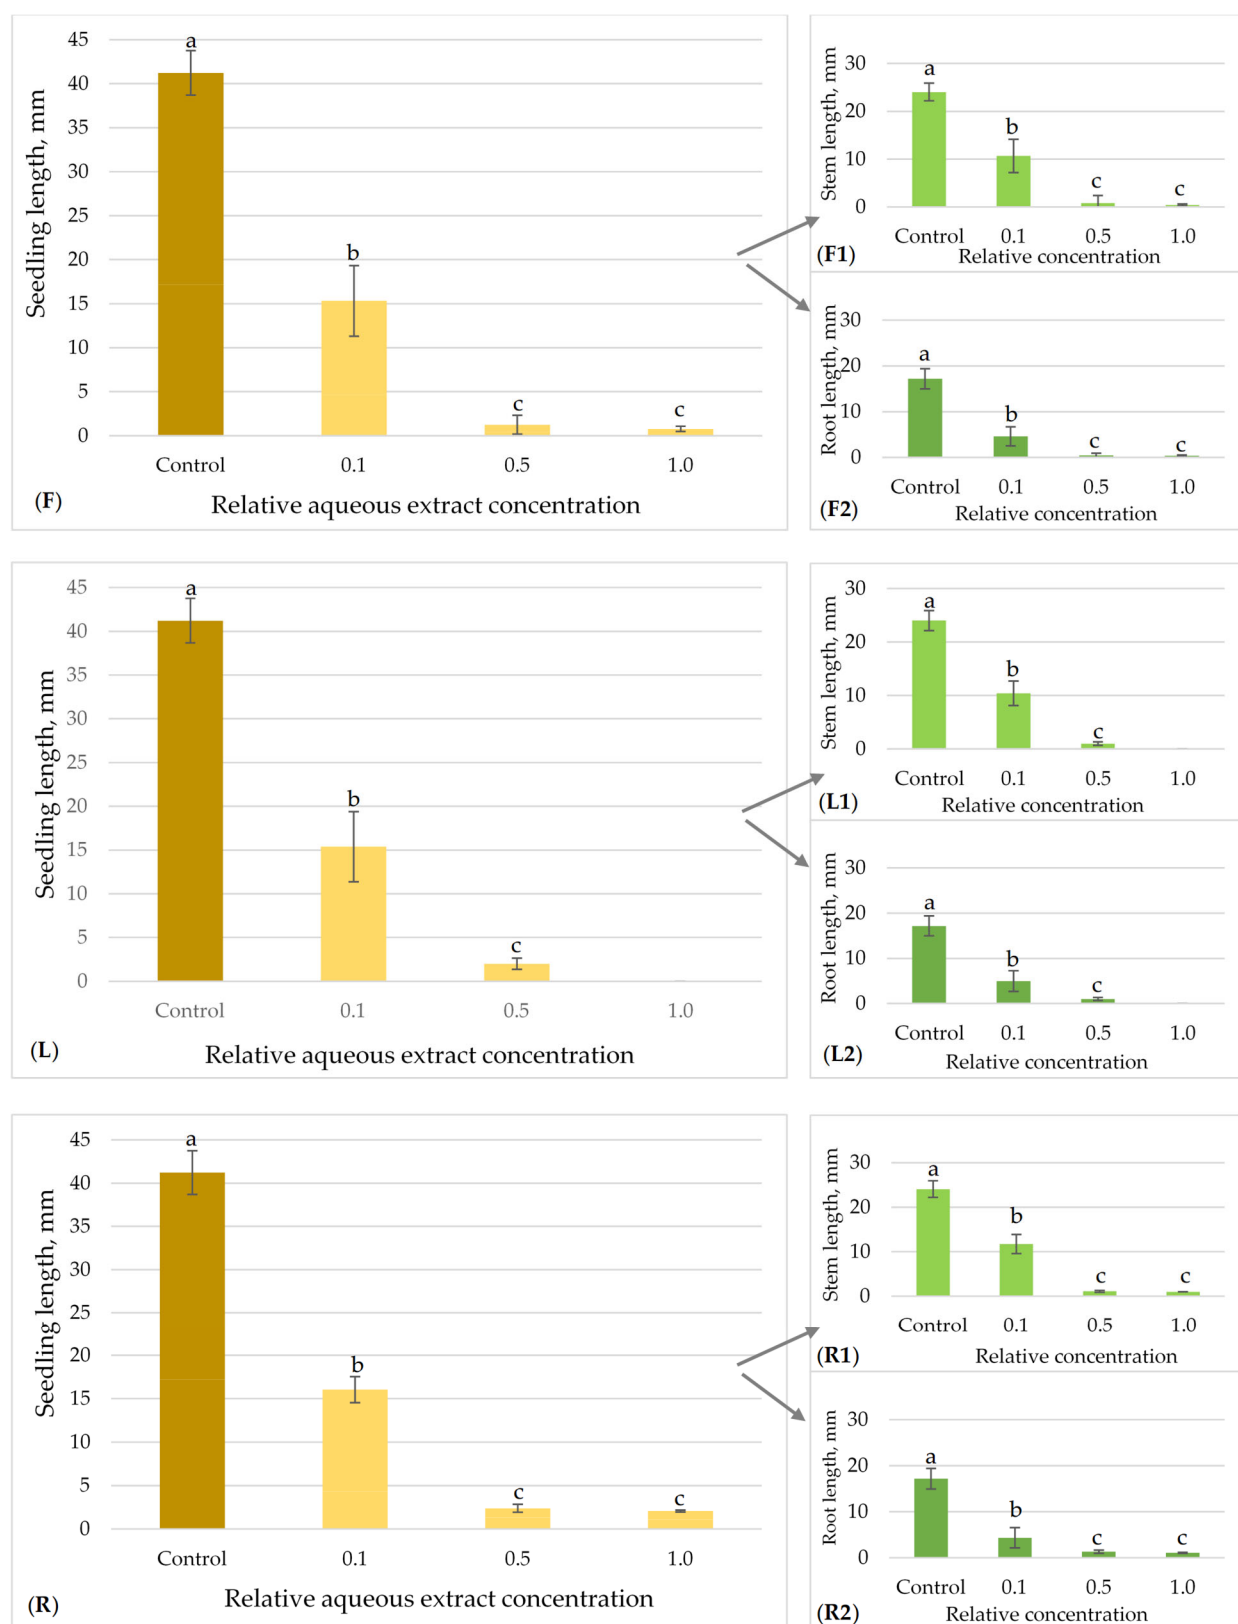 Seedling length, mm
45
40
35
30
25
20
15
10
5
0
a
b
c
c
Control 0.1 0.5 1.0
Relative aqueous extract concentration
(F)
Stem length, mm
30
20
10
0
a
b
c
c
Control 0.1 0.5 1.0
Relative concentration
(F1)
Root length, mm
30
20
10
0
a
b
c
c
Control 0.1 0.5 1.0
Relative concentration
(F2)
Seedling length, mm
45
40
35
30
25
20
15
10
5
0
a
b
c
Control 0.1 0.5 1.0
Relative aqueous extract concentration
(L)
Stem length, mm
30
20
10
0
a
b
c
Control 0.1 0.5 1.0
Relative concentration
(L1)
Root length, mm
30
20
10
0
a
b
c
Control 0.1 0.5 1.0
Relative concentration
(L2)
Seedling length, mm
45
40
35
30
25
20
15
10
5
0
a
b
c
c
Control 0.1 0.5 1.0
Relative aqueous extract concentration
(R)
Stem length, mm
30
20
10
0
a
b
c
c
Control 0.1 0.5 1.0
Relative concentration
(R1)
Root length, mm
30
20
10
0
a
b
c
c
Control 0.1 0.5 1.0
Relative concentration
(R2)